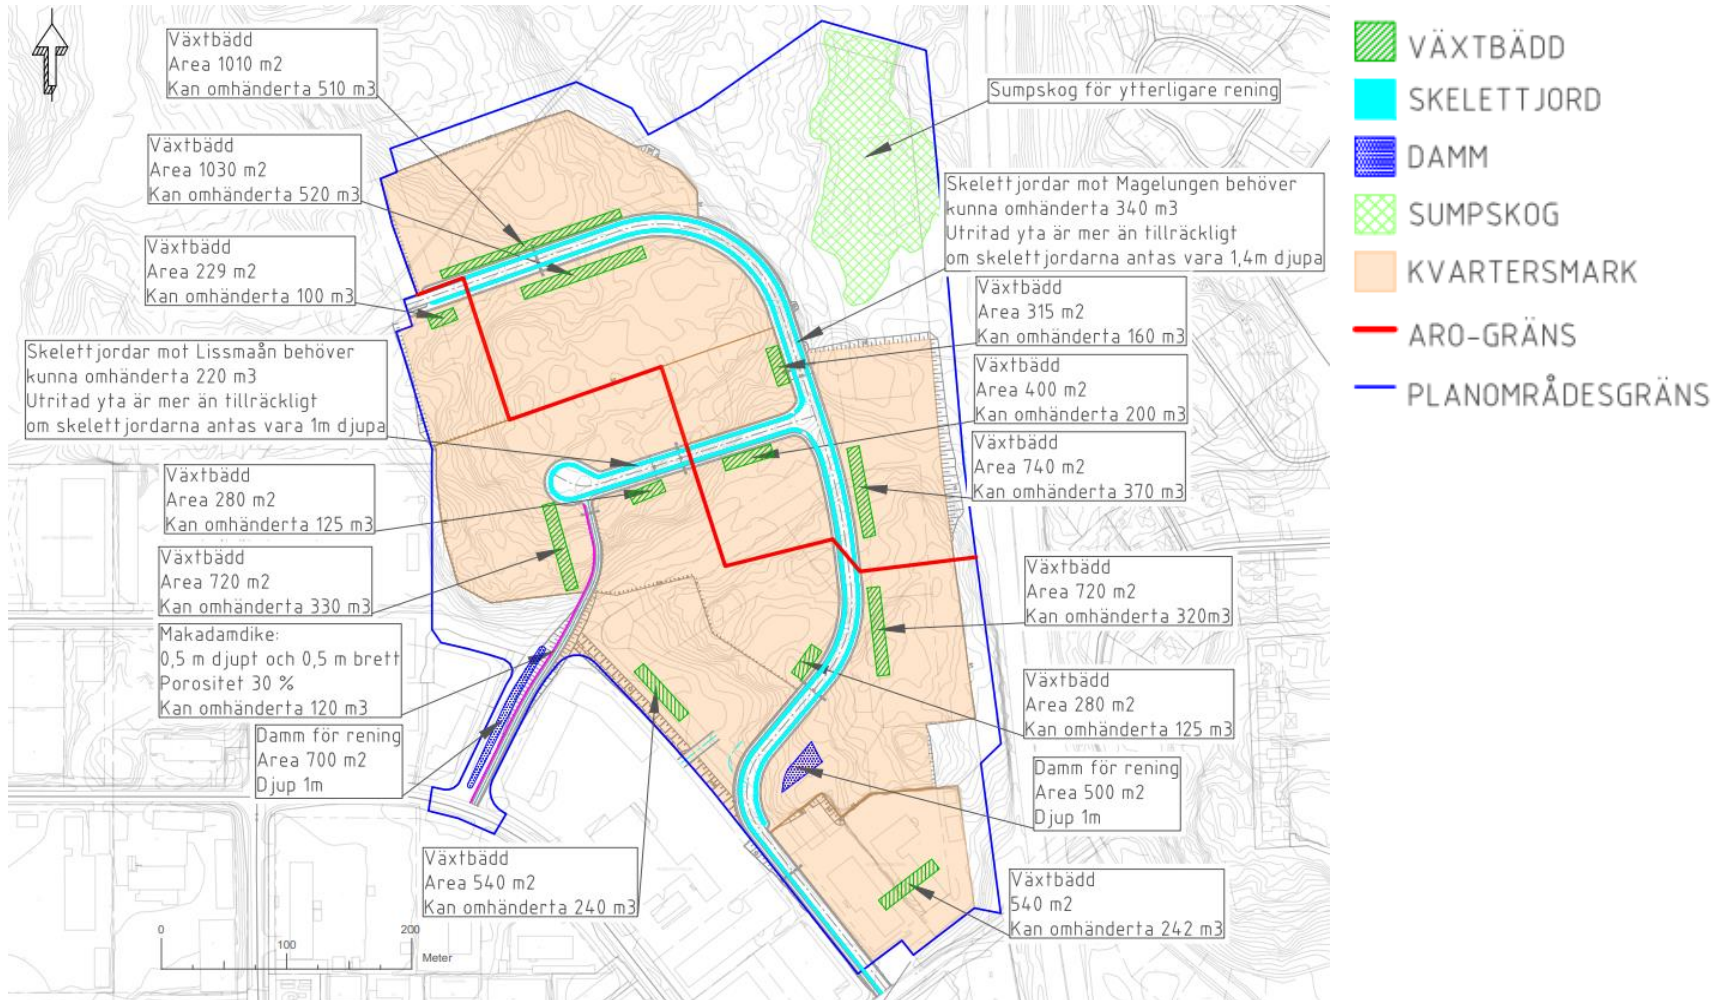 Växtbädd
Area 1010 m2
Kan omhänderta 510 m3
Växtbädd
Area 1030 m2
Kan omhänderta 520 m3
Växtbädd
Area 229 m2
Kan omhänderta 100 m3
Skelettjordar mot Lissmaån behöver
kunna omhänderta 220 m3
Utritad yta är mer än tillräckligt
om skelettjordarna antas vara 1m djupa
Växtbädd
Area 280 m2
Kan omhänderta 125 m3
Växtbädd
Area 720 m2
Kan omhänderta 330 m3
Makadamdike:
0,5 m djupt och 0,5 m brett
Porositet 30 %
Kan omhänderta 120 m3
Damm för rening
Area 700 m2
Djup 1m
Växtbädd
Area 540 m2
Kan omhänderta 240 m3
0
100
200
Meter
Sumpskog för ytterligare rening
Skelettjordar mot Magelungen behöver
kunna omhänderta 340 m3
Utritad yta är mer än tillräckligt
om skelettjordarna antas vara 1,4m djupa
Växtbädd
Area 315 m2
Kan omhänderta 160 m3
Växtbädd
Area 400 m2
Kan omhänderta 200 m3
Växtbädd
Area 740 m2
Kan omhänderta 370 m3
Växtbädd
Area 720 m2
Kan omhänderta 320m3
Växtbädd
Area 280 m2
Kan omhänderta 125 m3
Damm för rening
Area 500 m2
Djup 1m
Växtbädd
540 m2
Kan omhänderta 242 m3
VÄXTBÄDD
SKELETTJORD
DAMM
SUMPSKOG
KVARTERSMARK
ARO-GRÄNS
PLANOMRÅDESGRÄNS